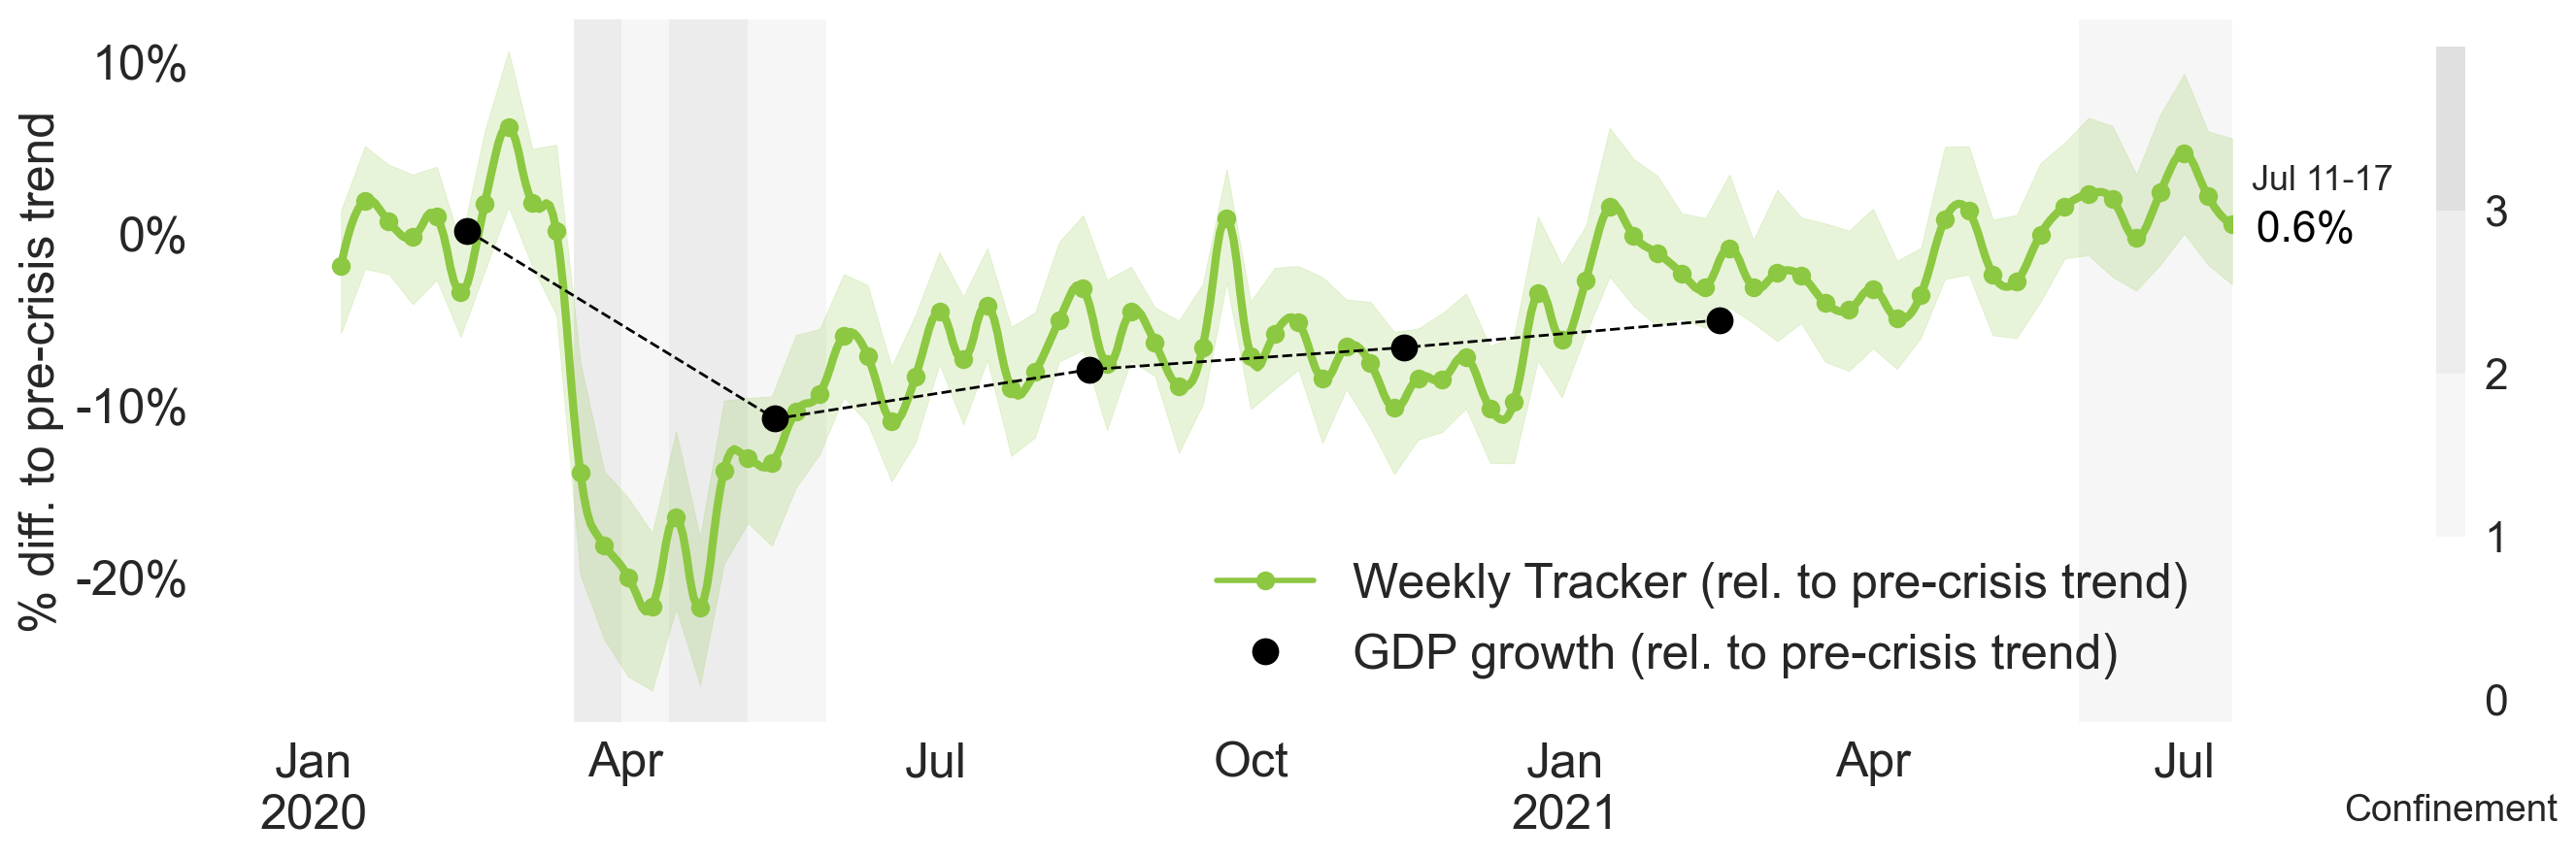 % diff. to pre-crisis trend
10%
0%
-10%
-20%
Jul 11-17
0.6%
Weekly Tracker (rel. to pre-crisis trend)
GDP growth (rel. to pre-crisis trend)
Jan
2020
Apr
Jul
Oct
Jan
2021
Apr
Jul
3
2
1
0
Confinement